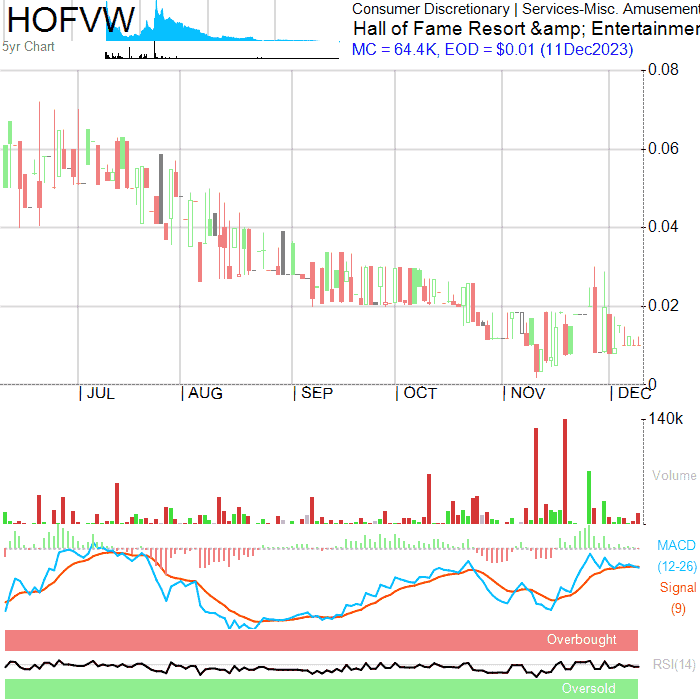 HOFVW
5yr Chart
Consumer Discretionary | Services-Misc. Amusement
Hall of Fame Resort &amp; Entertainmen
MC = 64.4K, EOD = $0.01 (11Dec2023)
0.08
0.06
0.04
0.02
0
| JUL | AUG | SEP | OCT | NOV | DEC
140k
Volume
MACD
(12-26)
Signal
(9)
Overbought
RSI(14)
Oversold